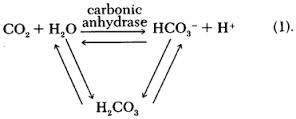 carbonic
anhydrase
CO₂ + H₂O ⇌ HCO₃⁻ + H⁺ (1).
H₂CO₃